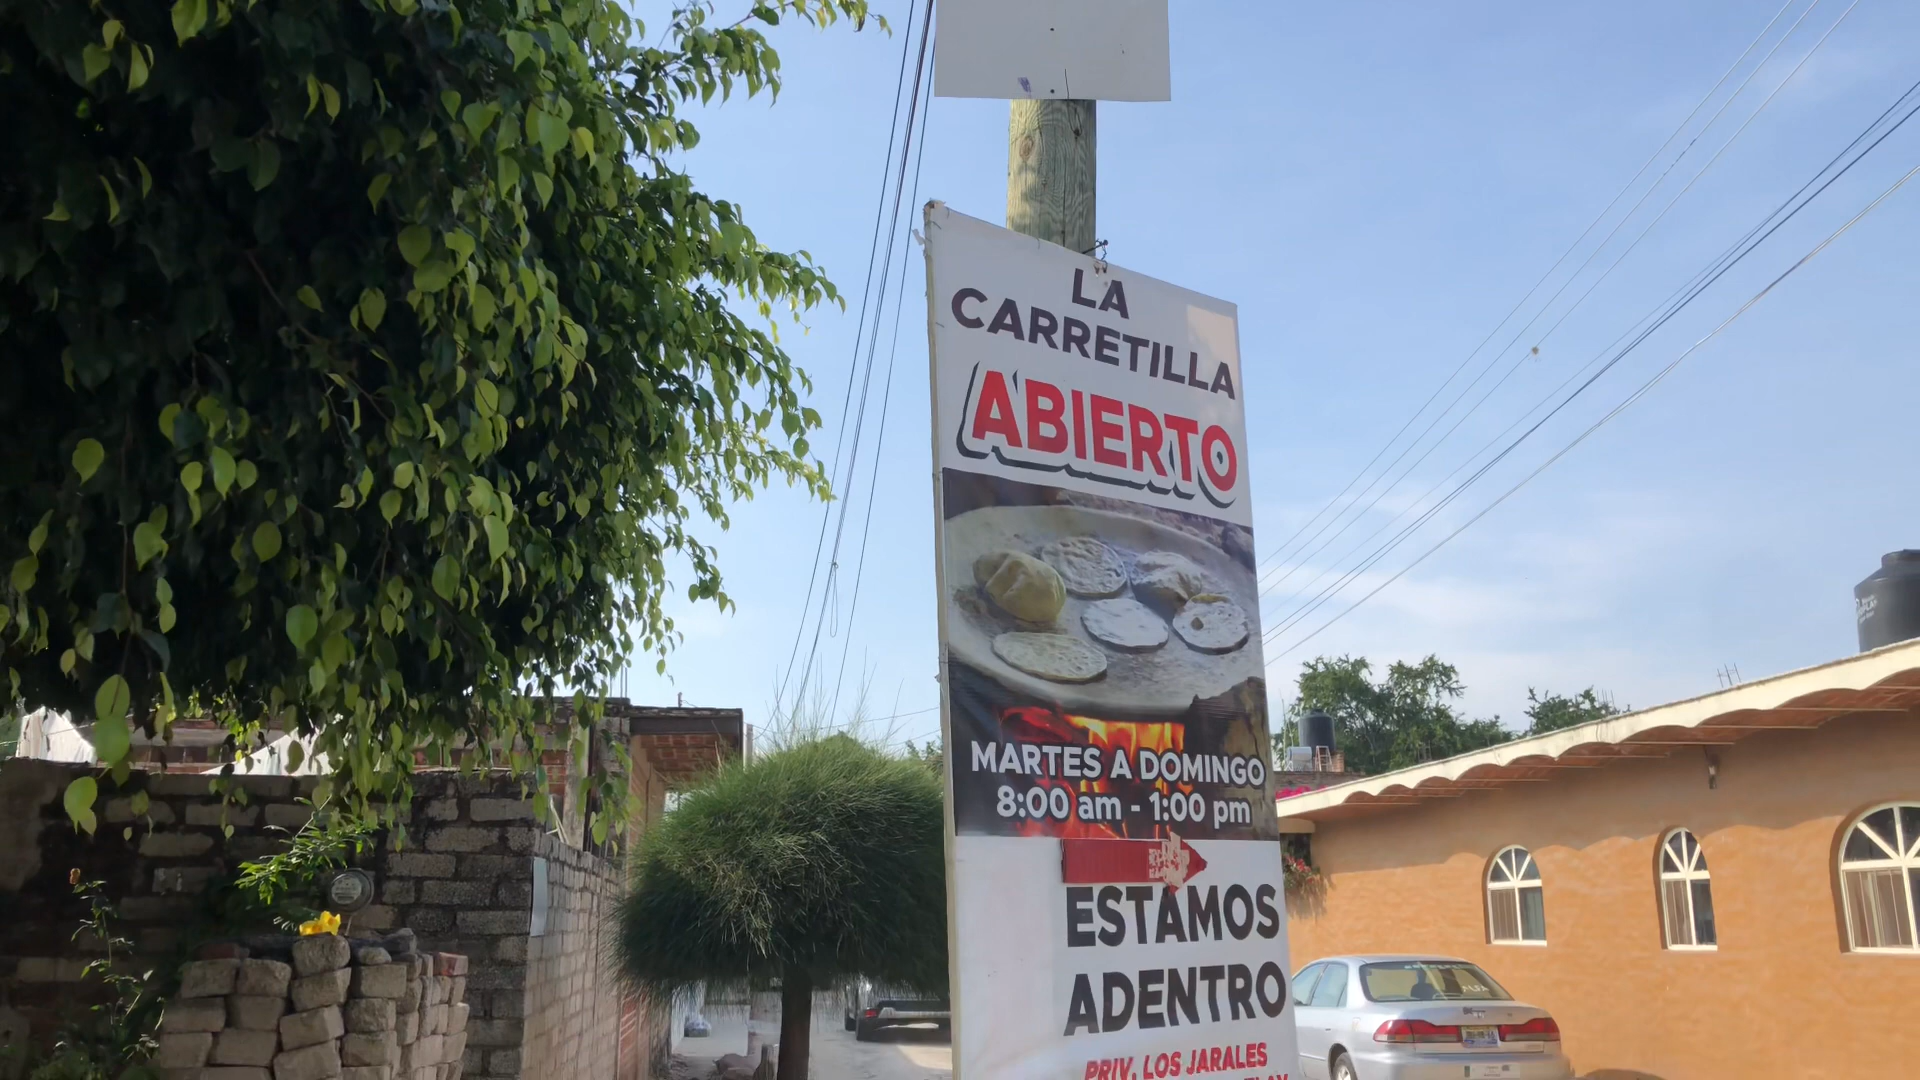 LA
CARRETILLA
ABIERTO
MARTES A DOMINGO
8:00 am - 1:00 pm
ESTAMOS
ADENTRO
PRIV. LOS JARALES